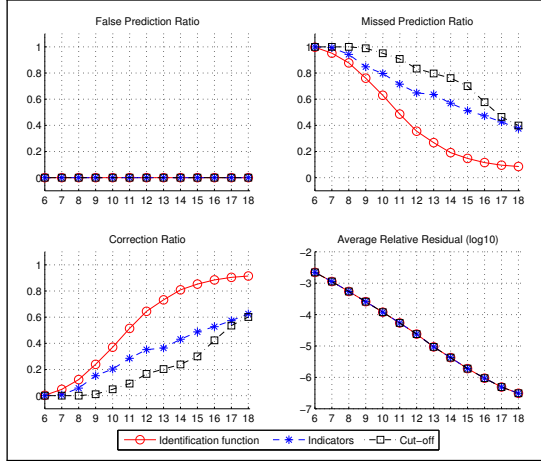 False Prediction Ratio
1
0.8
0.6
0.4
0.2
0
6 7 8 9 10 11 12 13 14 15 16 17 18
Missed Prediction Ratio
1
0.8
0.6
0.4
0.2
0
6 7 8 9 10 11 12 13 14 15 16 17 18
Correction Ratio
1
0.8
0.6
0.4
0.2
0
6 7 8 9 10 11 12 13 14 15 16 17 18
Average Relative Residual (log10)
−2
−3
−4
−5
−6
−7
6 7 8 9 10 11 12 13 14 15 16 17 18
Identification function Indicators Cut−off